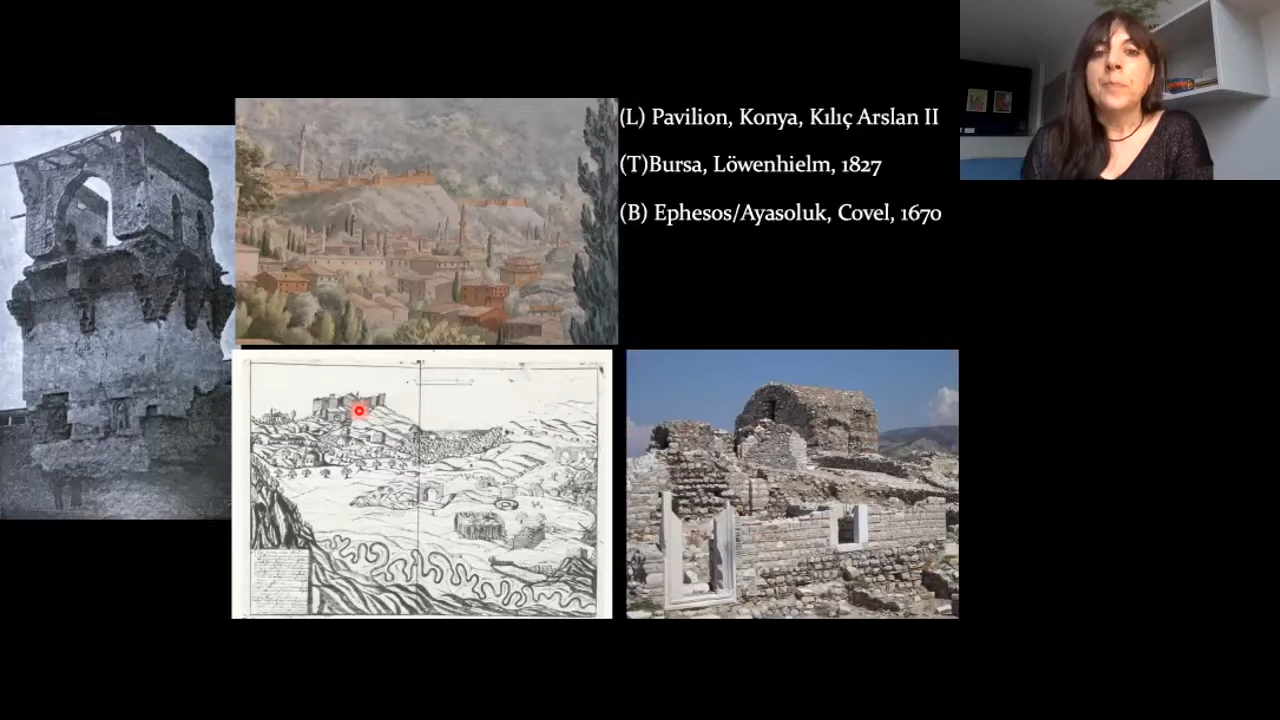 (L) Pavilion, Konya, Kılıç Arslan II
(T)Bursa, Löwenhielm, 1827
(B) Ephesos/Ayasoluk, Covel, 1670